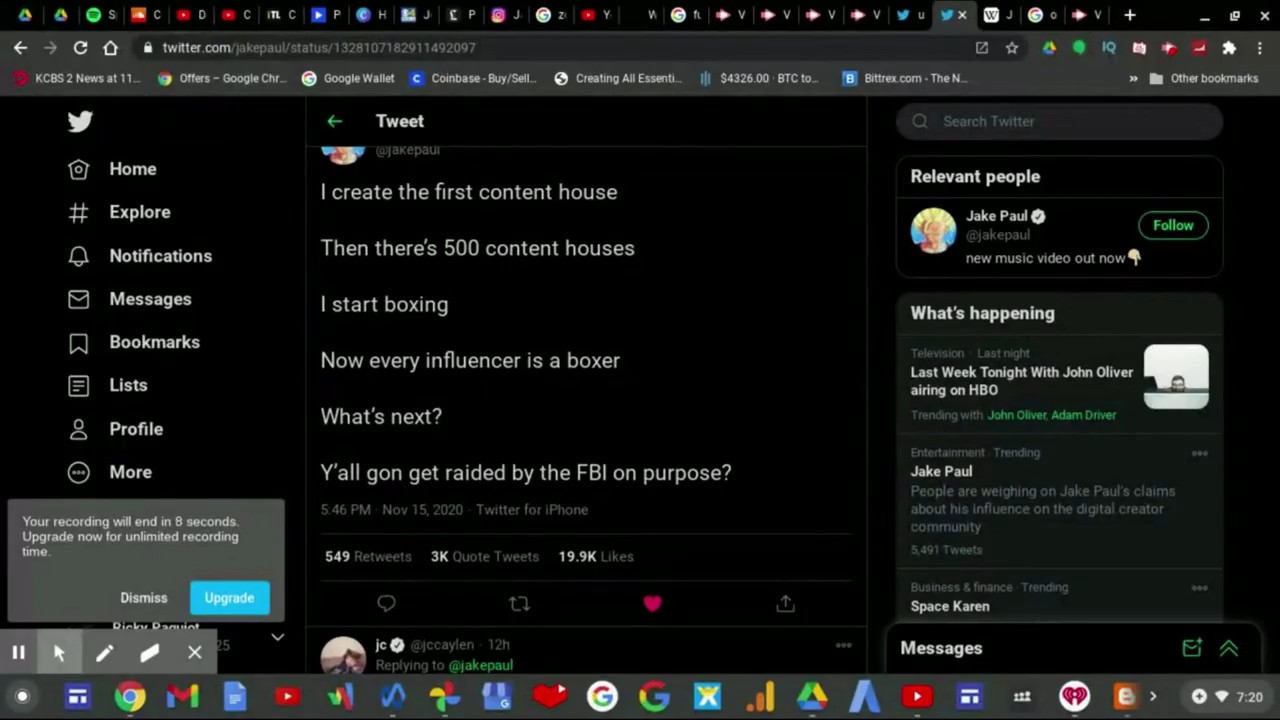 twitter.com/jakepaul/status/1328107182911492097
KCBS 2 News at 11...
Offers – Google Chr...
Google Wallet
Coinbase - Buy/Sell...
Creating All Essenti...
$4326.00 · BTC to...
Bittrex.com - The N...
» Other bookmarks
Home
Explore
Notifications
Messages
Bookmarks
Lists
Profile
More
Your recording will end in 8 seconds.
Upgrade now for unlimited recording
time.
Dismiss
Upgrade
25
Tweet
@jakepaul
I create the first content house
Then there's 500 content houses
I start boxing
Now every influencer is a boxer
What's next?
Y'all gon get raided by the FBI on purpose?
5:46 PM · Nov 15, 2020 · Twitter for iPhone
549 Retweets 3K Quote Tweets 19.9K Likes
jc @jccaylen · 12h
Replying to @jakepaul
Search Twitter
Relevant people
Jake Paul
@jakepaul
Follow
new music video out now
What's happening
Television · Last night
Last Week Tonight With John Oliver
airing on HBO
Trending with John Oliver, Adam Driver
Entertainment · Trending
Jake Paul
People are weighing on Jake Paul's claims
about his influence on the digital creator
community
5,491 Tweets
Business & finance · Trending
Space Karen
Messages
7:20